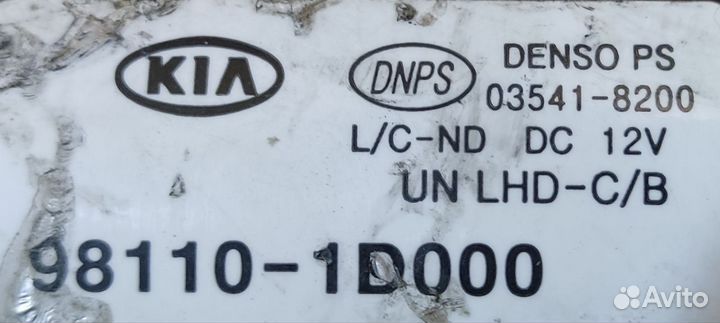 KIA DNPS DENSO PS
03541-8200
L/C-ND DC 12V
UN LHD-C/B
98110-1D000
Avito